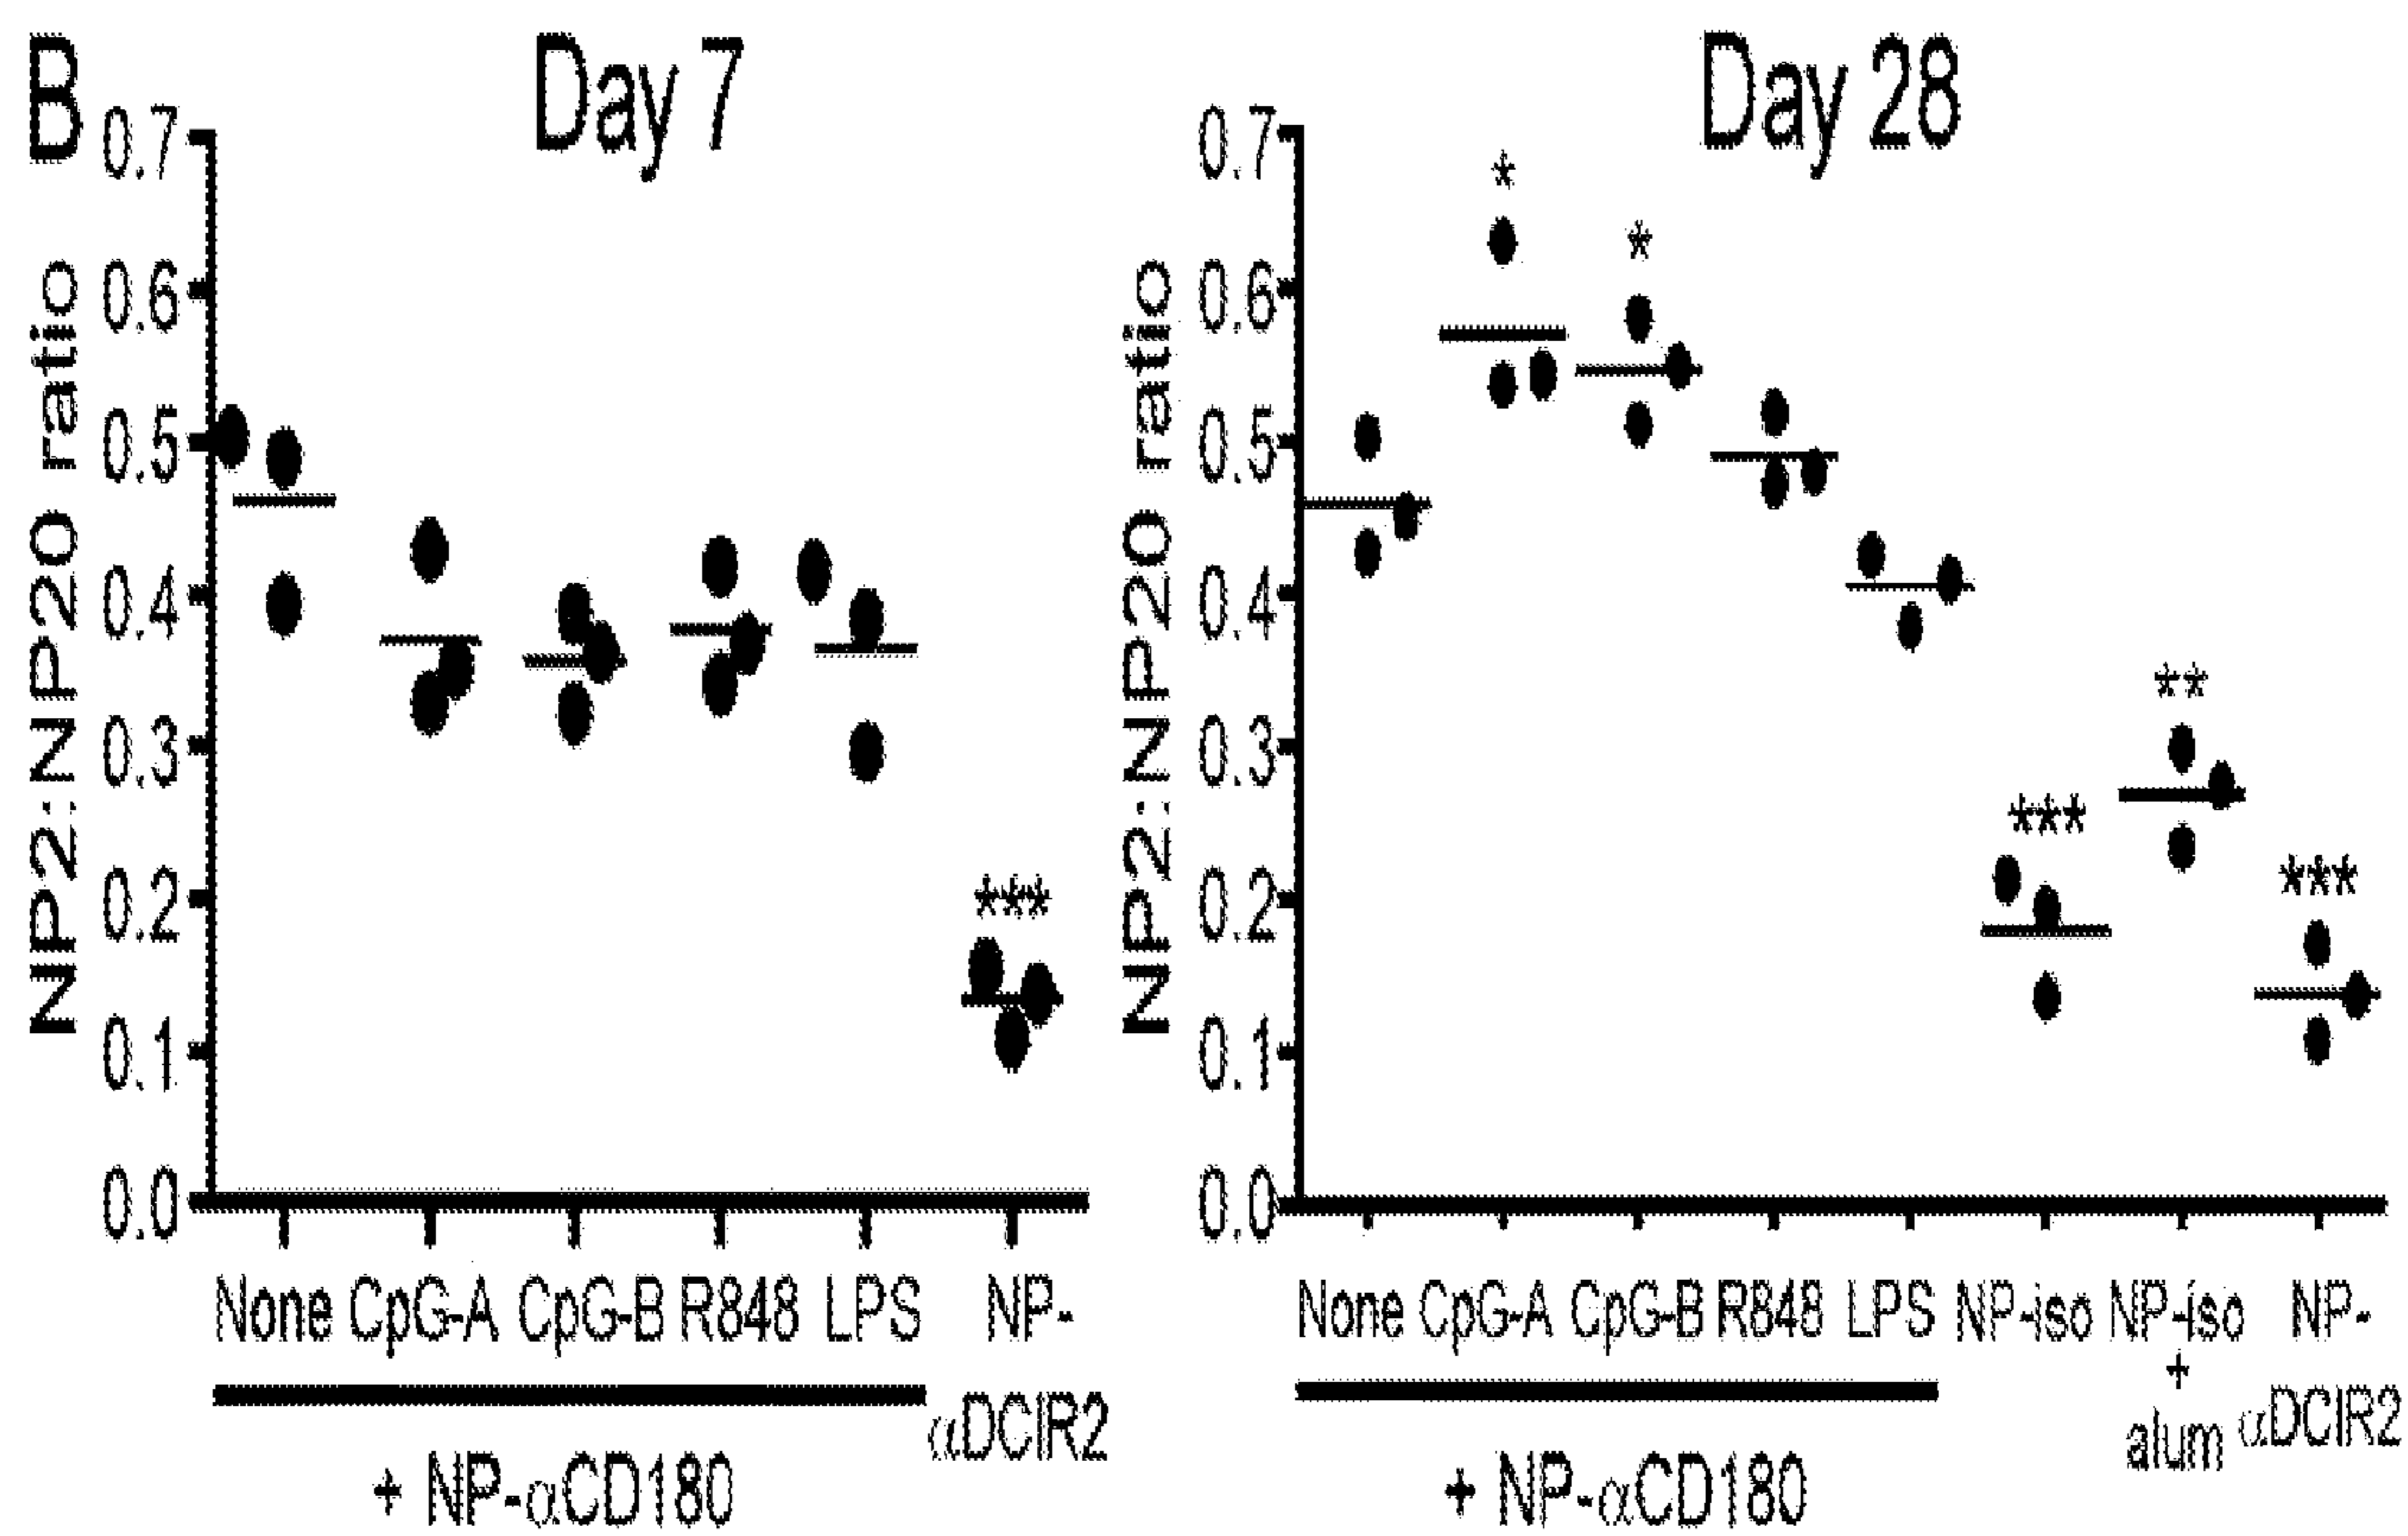 B
Day 7
NP2:NP20 ratio
0.7
0.6
0.5
0.4
0.3
0.2
0.1
0.0
***
None CpG-A CpG-B R848 LPS NP-
αDCIR2
+ NP-αCD180
Day 28
NP2:NP20 ratio
0.7
0.6
0.5
0.4
0.3
0.2
0.1
0.0
*
*
***
**
***
None CpG-A CpG-B R848 LPS NP-iso NP-iso NP-
+
alum αDCIR2
+ NP-αCD180